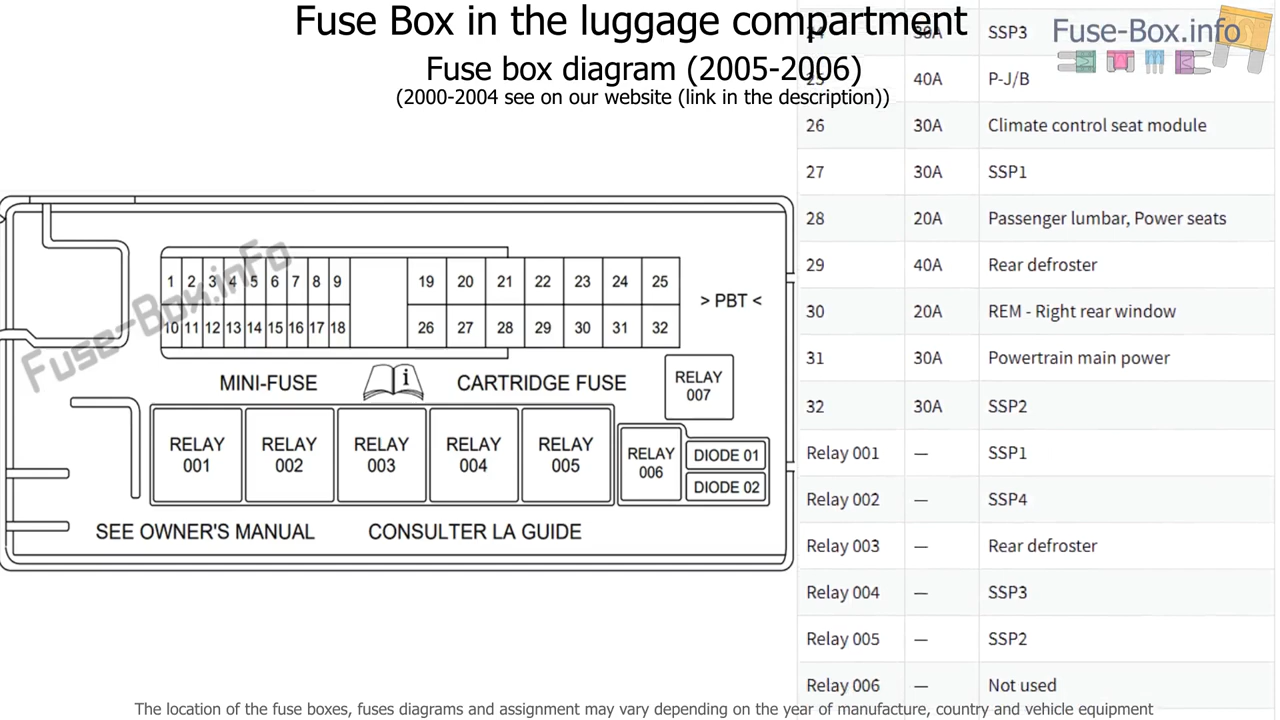 Fuse Box in the luggage compartment
Fuse box diagram (2005-2006)
(2000-2004 see on our website (link in the description))
Fuse-Box.info
24 30A SSP3
25 40A P-J/B
26 30A Climate control seat module
27 30A SSP1
28 20A Passenger lumbar, Power seats
29 40A Rear defroster
30 20A REM - Right rear window
31 30A Powertrain main power
32 30A SSP2
Relay 001 — SSP1
Relay 002 — SSP4
Relay 003 — Rear defroster
Relay 004 — SSP3
Relay 005 — SSP2
Relay 006 — Not used
Fuse-Box.inFo
1 2 3 4 5 6 7 8 9 19 20 21 22 23 24 25
> PBT <
10 11 12 13 14 15 16 17 18 26 27 28 29 30 31 32
MINI-FUSE i CARTRIDGE FUSE
RELAY 007
RELAY 001
RELAY 002
RELAY 003
RELAY 004
RELAY 005
RELAY 006
DIODE 01
DIODE 02
SEE OWNER'S MANUAL CONSULTER LA GUIDE
The location of the fuse boxes, fuses diagrams and assignment may vary depending on the year of manufacture, country and vehicle equipment